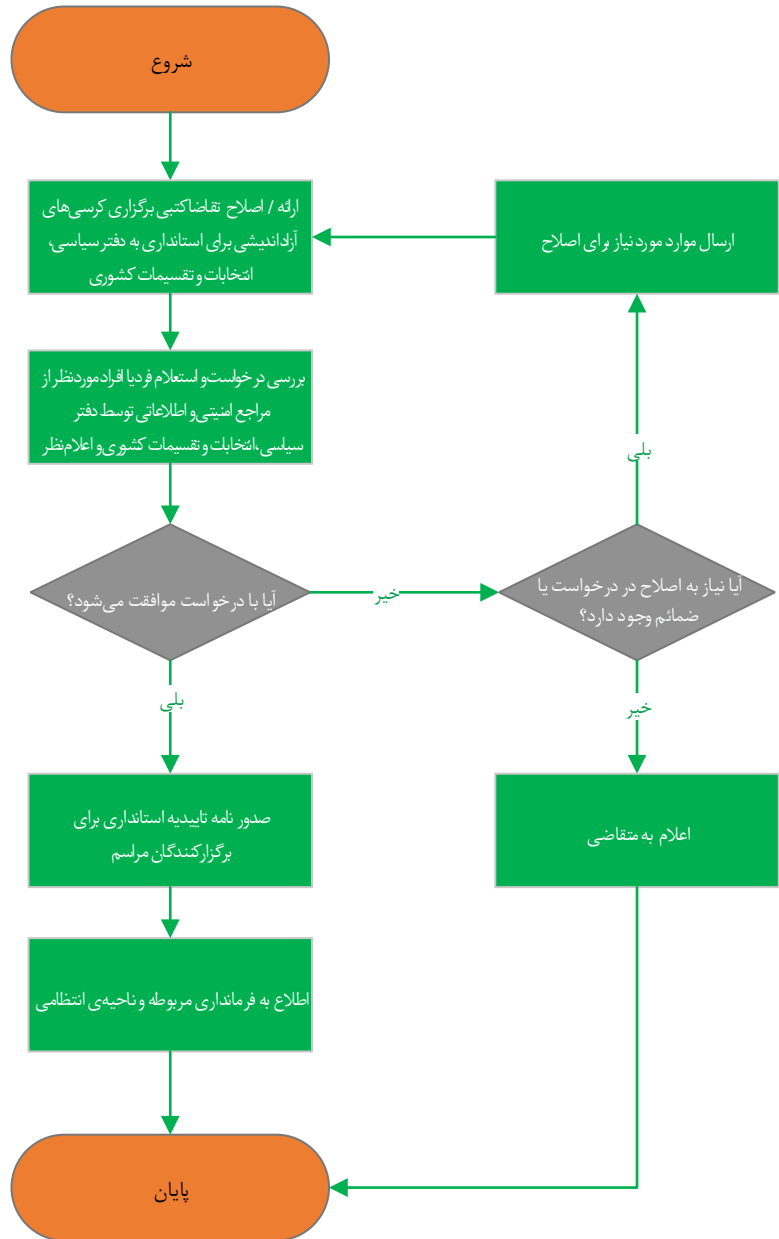 شروع
ارائه / اصلاح تقاضاکتبی برگزاری کرسی‌های
آزاداندیشی برای استانداری به دفتر سیاسی،
انتخابات و تقسیمات کشوری
ارسال موارد مورد نیاز برای اصلاح
بررسی درخواست و استعلام فرد یا افراد مورد نظر از
مراجع امنیتی و اطلاعاتی توسط دفتر
سیاسی،انتخابات و تقسیمات کشوری و اعلام نظر
بلی
آیا با درخواست موافقت می‌شود؟
خیر
آیا نیاز به اصلاح در درخواست یا
ضمائم وجود دارد؟
بلی
خیر
صدور نامه تاییدیه استانداری برای
برگزارکنندگان مراسم
اعلام به متقاضی
اطلاع به فرمانداری مربوطه و ناحیه‌ی انتظامی
پایان